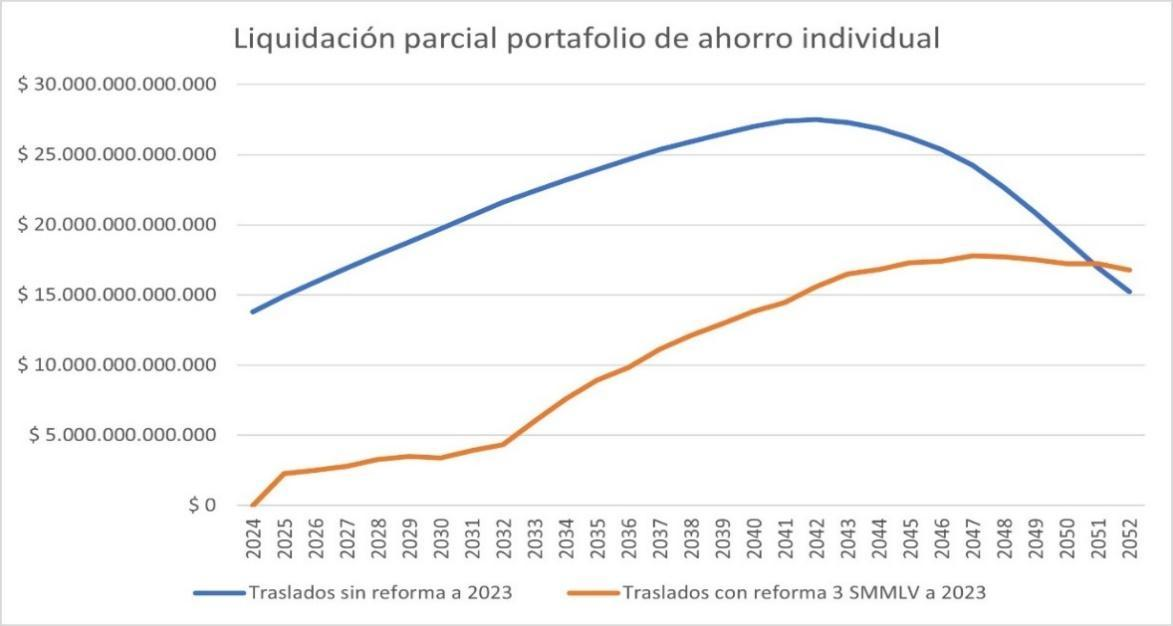 Liquidación parcial portafolio de ahorro individual
$ 30.000.000.000.000
$ 25.000.000.000.000
$ 20.000.000.000.000
$ 15.000.000.000.000
$ 10.000.000.000.000
$ 5.000.000.000.000
$ 0
2024 2025 2026 2027 2028 2029 2030 2031 2032 2033 2034 2035 2036 2037 2038 2039 2040 2041 2042 2043 2044 2045 2046 2047 2048 2049 2050 2051 2052
Traslados sin reforma a 2023 Traslados con reforma 3 SMMLV a 2023